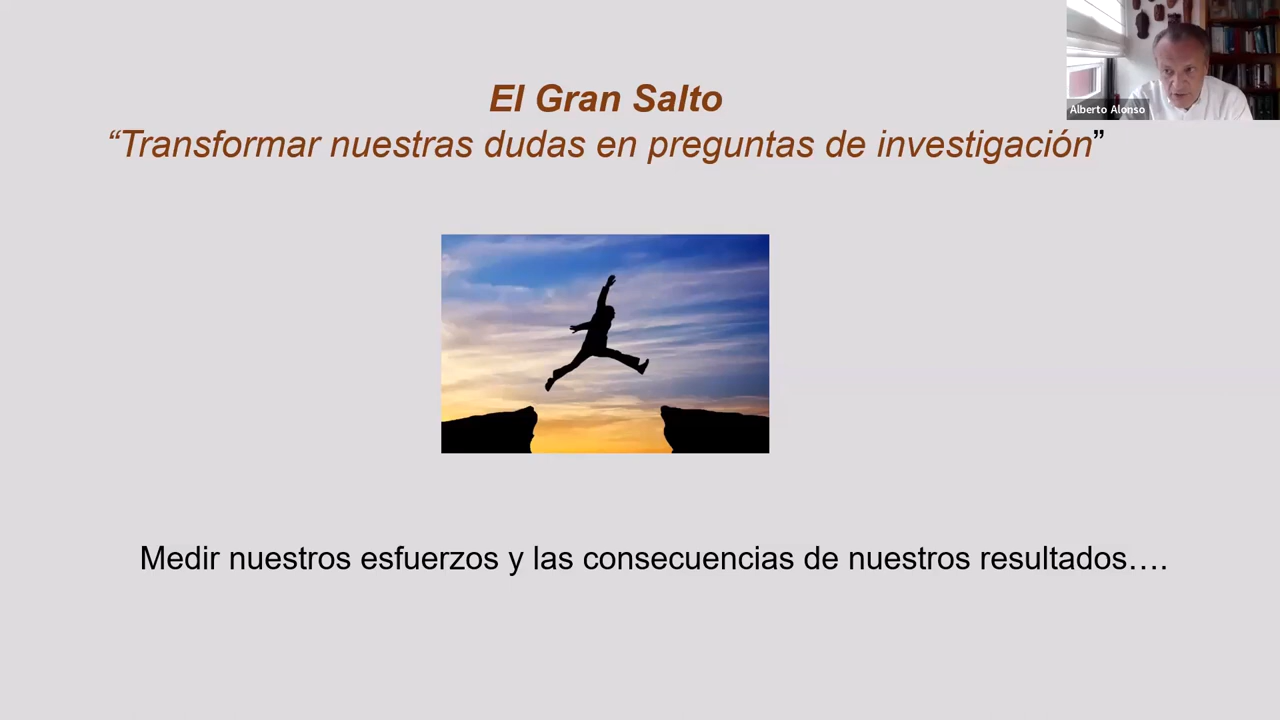 El Gran Salto
“Transformar nuestras dudas en preguntas de investigación”
Medir nuestros esfuerzos y las consecuencias de nuestros resultados….
Alberto Alonso